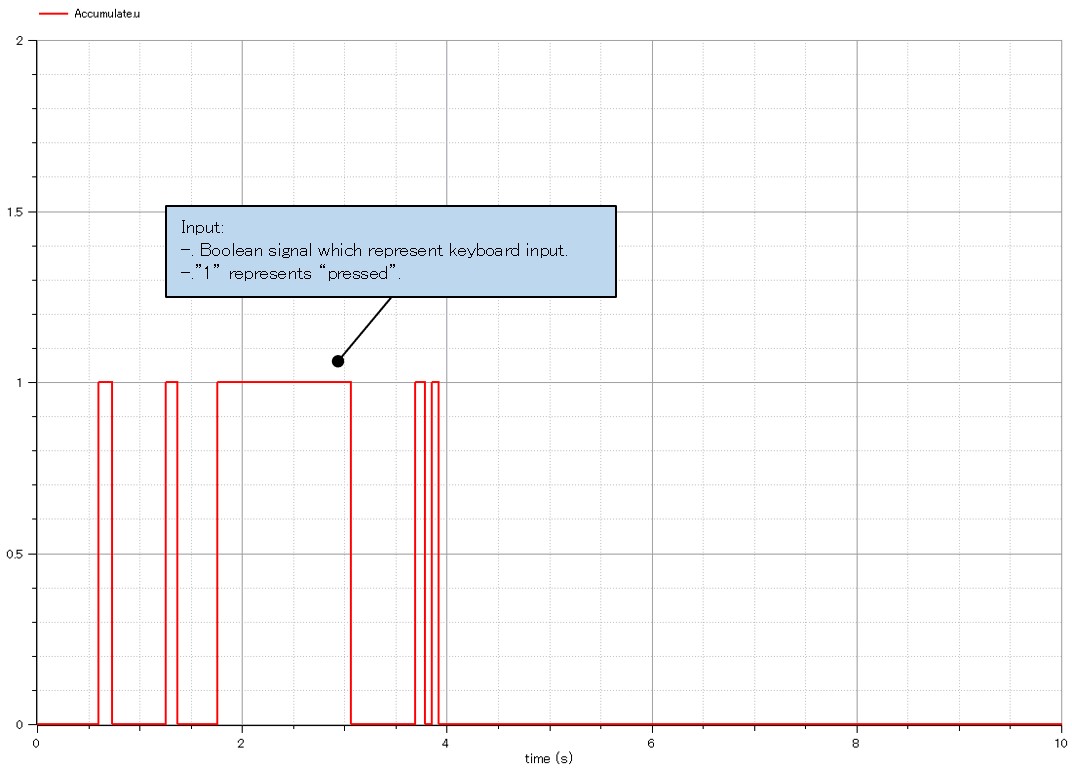 Accumulate.u
2
1.5
Input:
-. Boolean signal which represent keyboard input.
-.”1” represents “pressed”.
1
0.5
0
0 2 4 6 8 10
time (s)